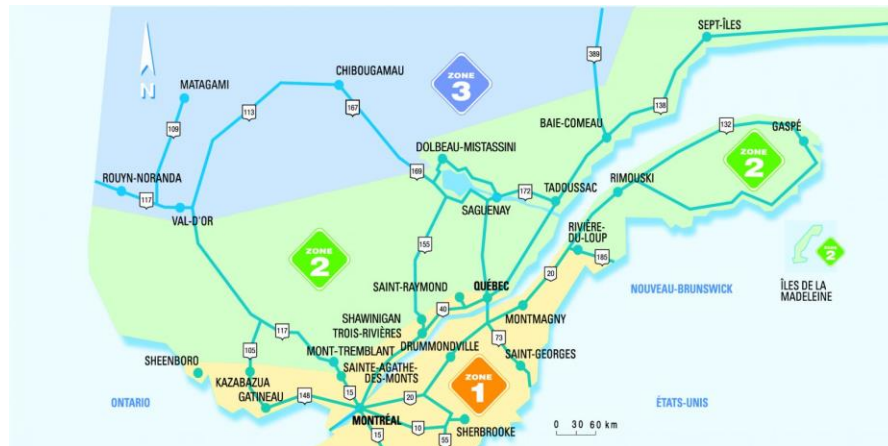 SEPT-ÎLES
389
N
MATAGAMI
CHIBOUGAMAU
ZONE
3
113
167
138
109
BAIE-COMEAU
132
GASPÉ
DOLBEAU-MISTASSINI
ZONE
2
ROUYN-NORANDA
169
172
TADOUSSAC
RIMOUSKI
117
VAL-D'OR
SAGUENAY
RIVIÈRE-
DU-LOUP
155
ZONE
2
185
ZONE
2
20
SAINT-RAYMOND
QUÉBEC
NOUVEAU-BRUNSWICK
ÎLES DE LA
MADELEINE
40
SHAWINIGAN
TROIS-RIVIÈRES
MONTMAGNY
117
73
DRUMMONDVILLE
105
MONT-TREMBLANT
SAINT-GEORGES
SHEENBORO
SAINTE-AGATHE-
DES-MONTS
KAZABAZUA
ZONE
1
GATINEAU
148
15
20
ONTARIO
ÉTATS-UNIS
MONTRÉAL
10
SHERBROOKE
0 30 60 km
15
55